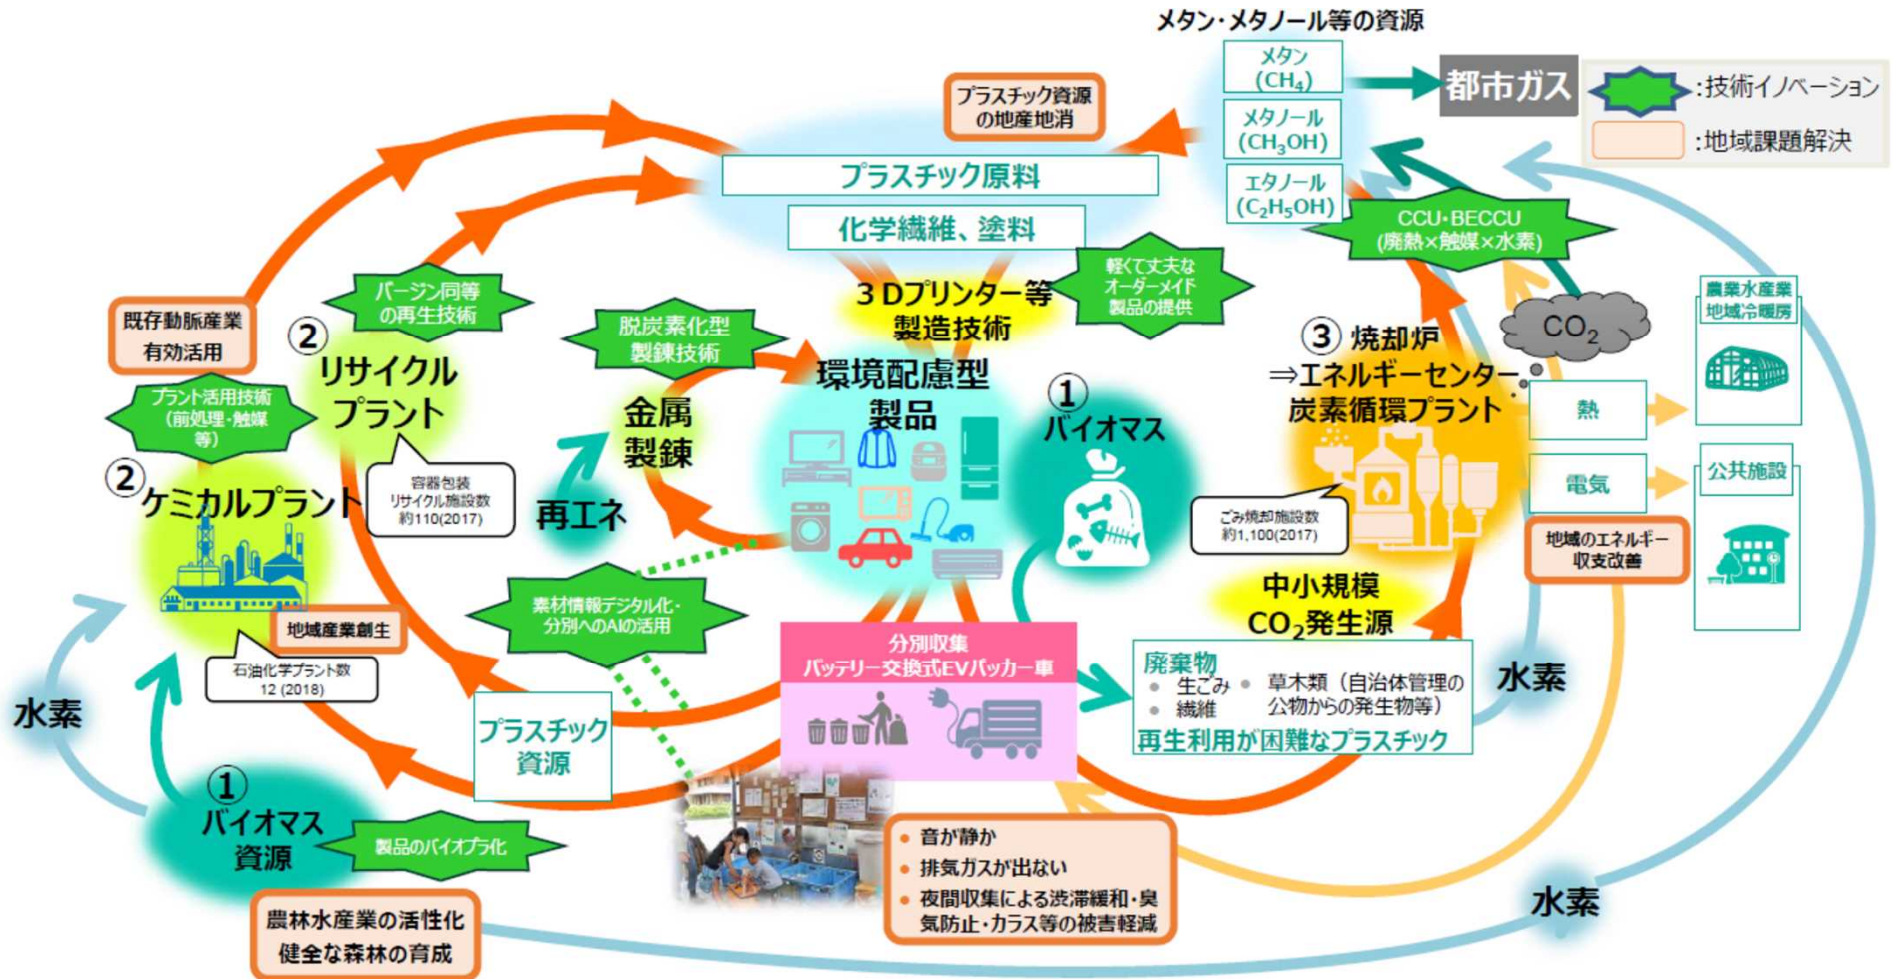 メタン・メタノール等の資源
メタン
(CH₄)
都市ガス
:技術イノベーション
:地域課題解決
プラスチック資源
の地産地消
メタノール
(CH₃OH)
エタノール
(C₂H₅OH)
プラスチック原料
化学繊維、塗料
CCU・BECCU
(廃熱×触媒×水素)
バージン同等
の再生技術
軽くて丈夫な
オーダーメイド
製品の提供
3Dプリンター等
製造技術
農業水産業
地域冷暖房
既存動脈産業
有効活用
②
リサイクル
プラント
脱炭素化型
製錬技術
CO₂
③ 焼却炉
⇒エネルギーセンター
炭素循環プラント
環境配慮型
製品
①
バイオマス
熱
プラント活用技術
(前処理・触媒
等)
金属
製錬
②
ケミカルプラント
容器包装
リサイクル施設数
約110(2017)
再エネ
電気
公共施設
ごみ焼却施設数
約1,100(2017)
地域のエネルギー
収支改善
素材情報デジタル化・
分別へのAIの活用
中小規模
CO₂発生源
地域産業創生
分別収集
バッテリー交換式EVパッカー車
石油化学プラント数
12 (2018)
廃棄物
● 生ごみ
● 草木類（自治体管理の
公物からの発生物等）
● 繊維
再生利用が困難なプラスチック
水素
水素
プラスチック
資源
①
バイオマス
資源
製品のバイオプラ化
• 音が静か
• 排気ガスが出ない
• 夜間収集による渋滞緩和・臭
気防止・カラス等の被害軽減
水素
農林水産業の活性化
健全な森林の育成